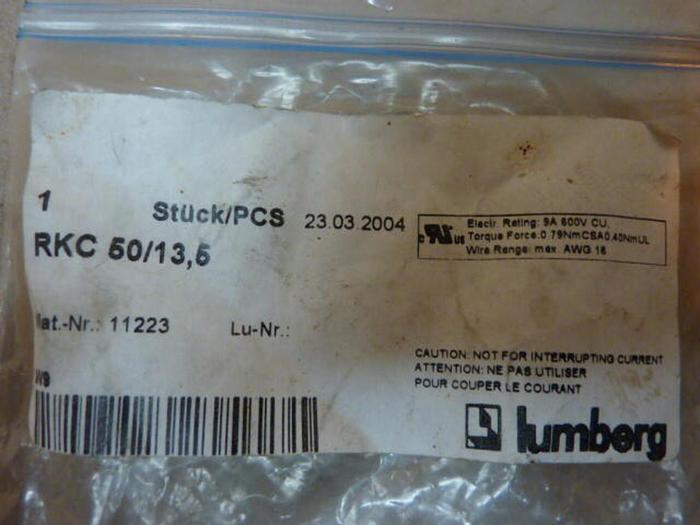 1 Stück/PCS 23.03.2004
RKC 50/13,5
c UR us
Electr. Rating: 9A 600V CU,
Torque Force:0.79NmCSA0,40NmUL
Wire Range: max. AWG 16
Mat.-Nr.: 11223 Lu-Nr.:
CAUTION: NOT FOR INTERRUPTING CURRENT
ATTENTION: NE PAS UTILISER
POUR COUPER LE COURANT
lumberg